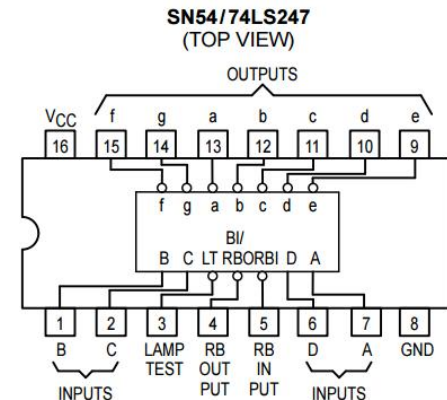 SN54/74LS247
(TOP VIEW)
OUTPUTS
VCC f g a b c d e
16 15 14 13 12 11 10 9
f g a b c d e
BI/
B C LT RBO RBI D A
1 2 3 4 5 6 7 8
B C LAMP TEST RB OUT PUT RB IN PUT D A GND
INPUTS INPUTS